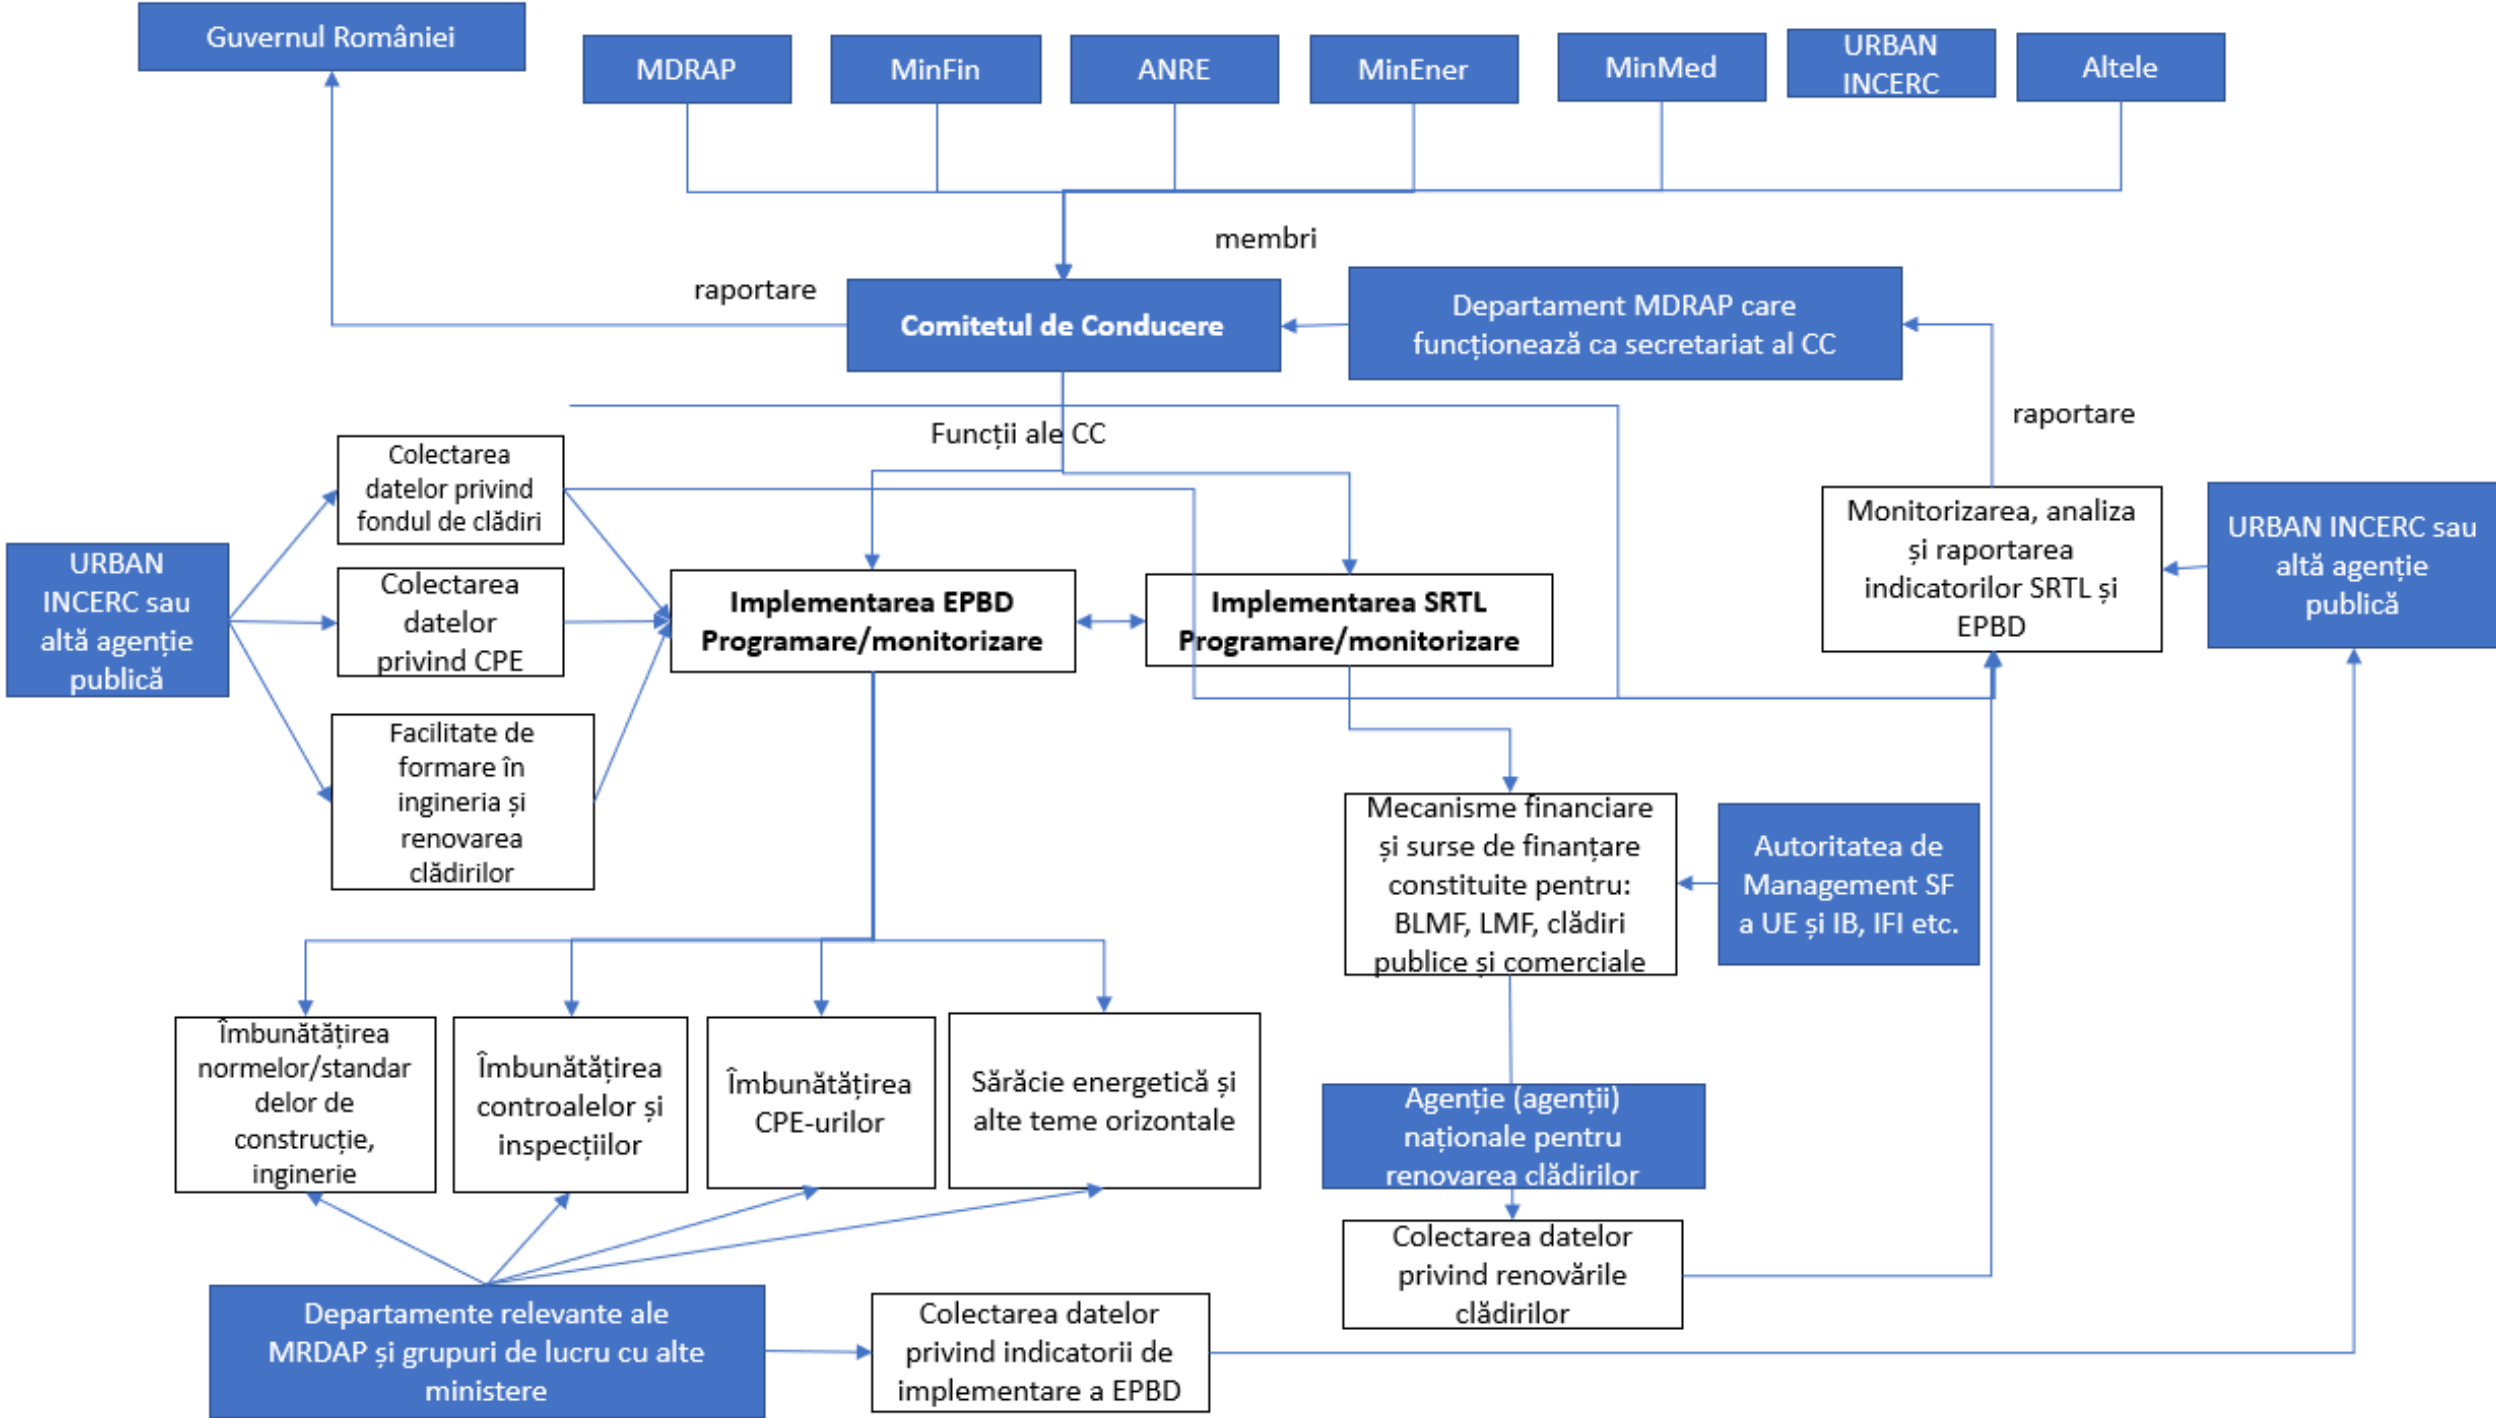 Guvernul României
MDRAP
MinFin
ANRE
MinEner
MinMed
URBAN
INCERC
Altele
membri
raportare
Comitetul de Conducere
Departament MDRAP care
funcționează ca secretariat al CC
raportare
Funcții ale CC
Colectarea
datelor privind
fondul de clădiri
URBAN
INCERC sau
altă agenție
publică
Colectarea
datelor
privind CPE
Implementarea EPBD
Programare/monitorizare
Implementarea SRTL
Programare/monitorizare
Monitorizarea, analiza
și raportarea
indicatorilor SRTL și
EPBD
URBAN INCERC sau
altă agenție
publică
Facilitate de
formare în
ingineria și
renovarea
clădirilor
Mecanisme financiare
și surse de finanțare
constituite pentru:
BLMF, LMF, clădiri
publice și comerciale
Autoritatea de
Management SF
a UE și IB, IFI etc.
Îmbunătățirea
normelor/standar
delor de
construcție,
inginerie
Îmbunătățirea
controalelor și
inspecțiilor
Îmbunătățirea
CPE-urilor
Sărăcie energetică și
alte teme orizontale
Agenție (agenții)
naționale pentru
renovarea clădirilor
Colectarea datelor
privind renovările
clădirilor
Departamente relevante ale
MRDAP și grupuri de lucru cu alte
ministere
Colectarea datelor
privind indicatorii de
implementare a EPBD